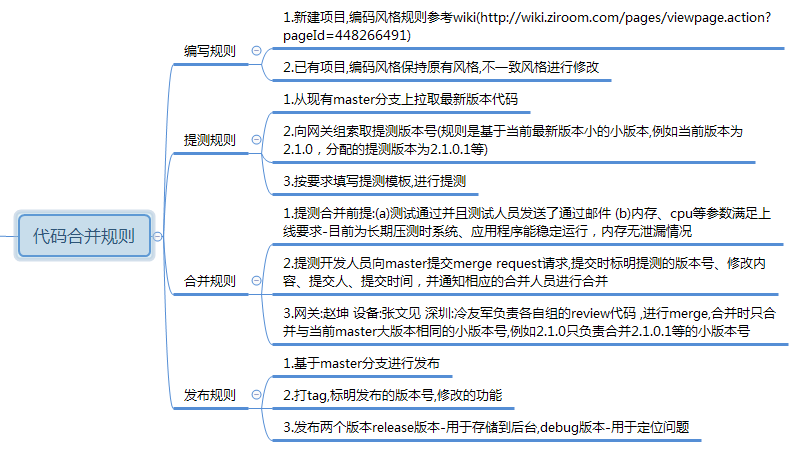 代码合并规则
编写规则
1.新建项目,编码风格规则参考wiki(http://wiki.ziroom.com/pages/viewpage.action?
pageId=448266491)
2.已有项目,编码风格保持原有风格,不一致风格进行修改
提测规则
1.从现有master分支上拉取最新版本代码
2.向网关组素取提测版本号(规则是基于当前最新版本小的小版本,例如当前版本为
2.1.0，分配的提测版本为2.1.0.1等)
3.按要求填写提测模板,进行提测
合并规则
1.提测合并前提:(a)测试通过并且测试人员发送了通过邮件 (b)内存、cpu等参数满足上
线要求-目前为长期压测时系统、应用程序能稳定运行，内存无泄漏情况
2.提测开发人员向master提交merge request请求,提交时标明提测的版本号、修改内
容、提交人、提交时间，并通知相应的合并人员进行合并
3.网关:赵坤 设备:张文见 深圳:冷友军负责各自组的review代码 ,进行merge,合并时只合
并与当前master大版本相同的小版本号,例如2.1.0只负责合并2.1.0.1等的小版本号
发布规则
1.基于master分支进行发布
2.打tag,标明发布的版本号,修改的功能
3.发布两个版本release版本-用于存储到后台,debug版本-用于定位问题